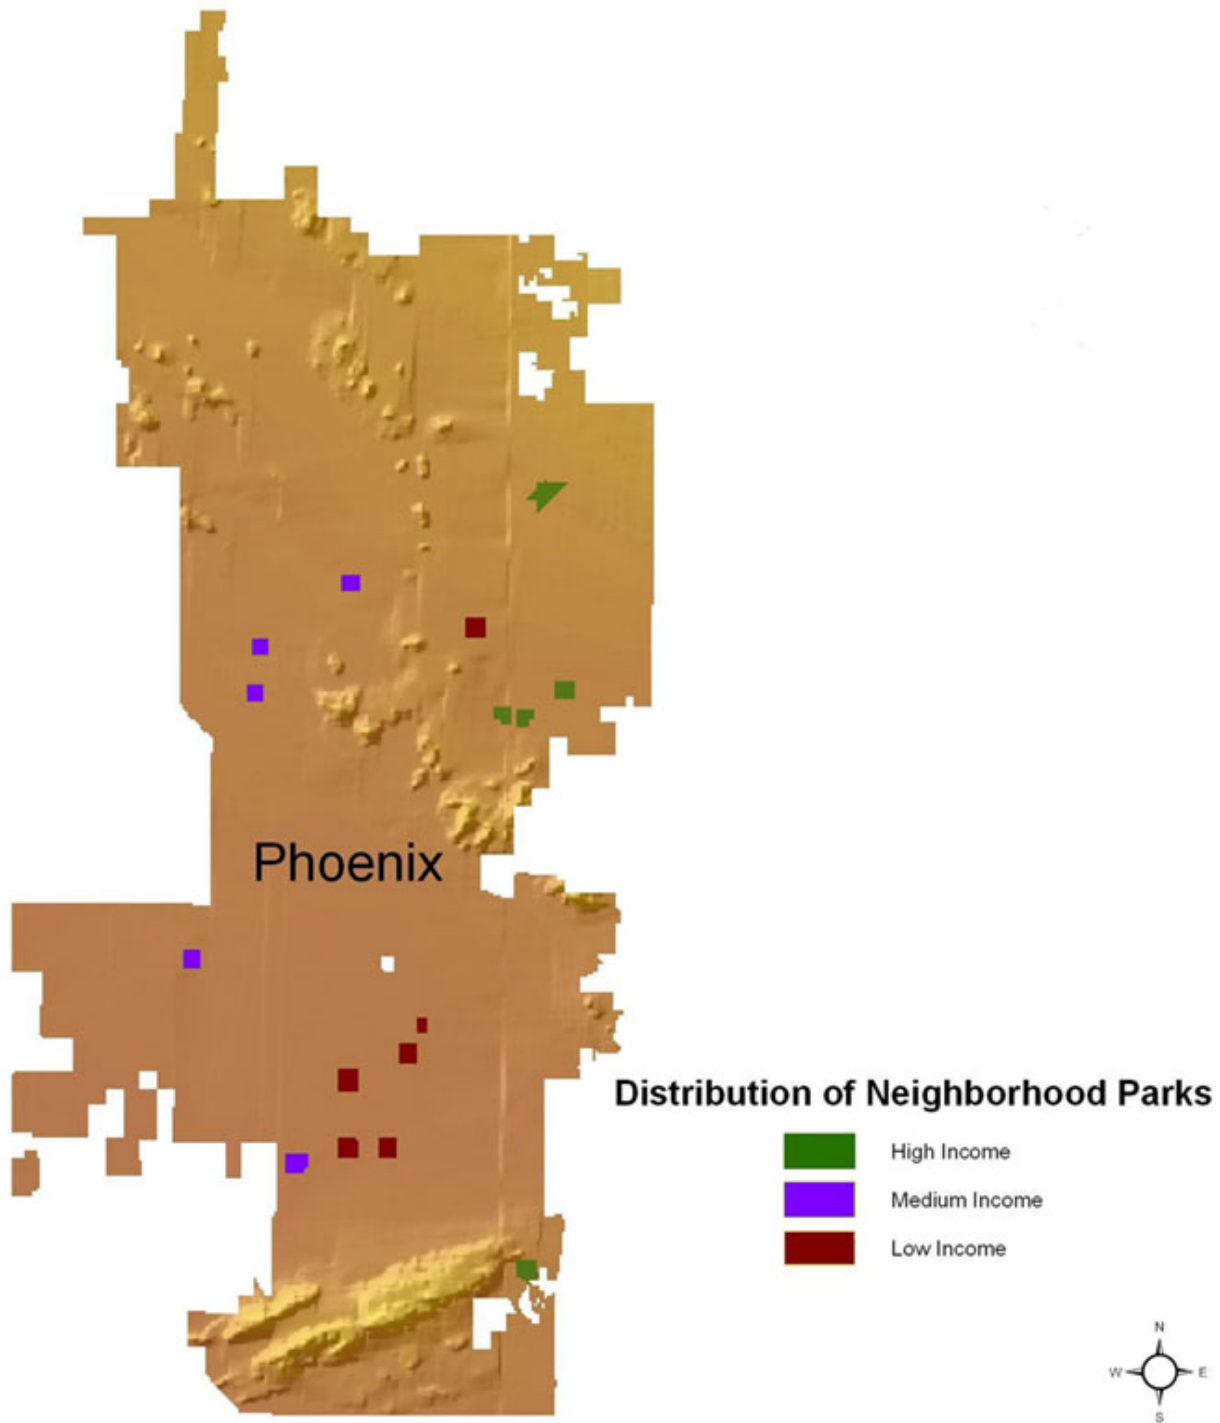 Phoenix
Distribution of Neighborhood Parks
High Income
Medium Income
Low Income
N
W E
S